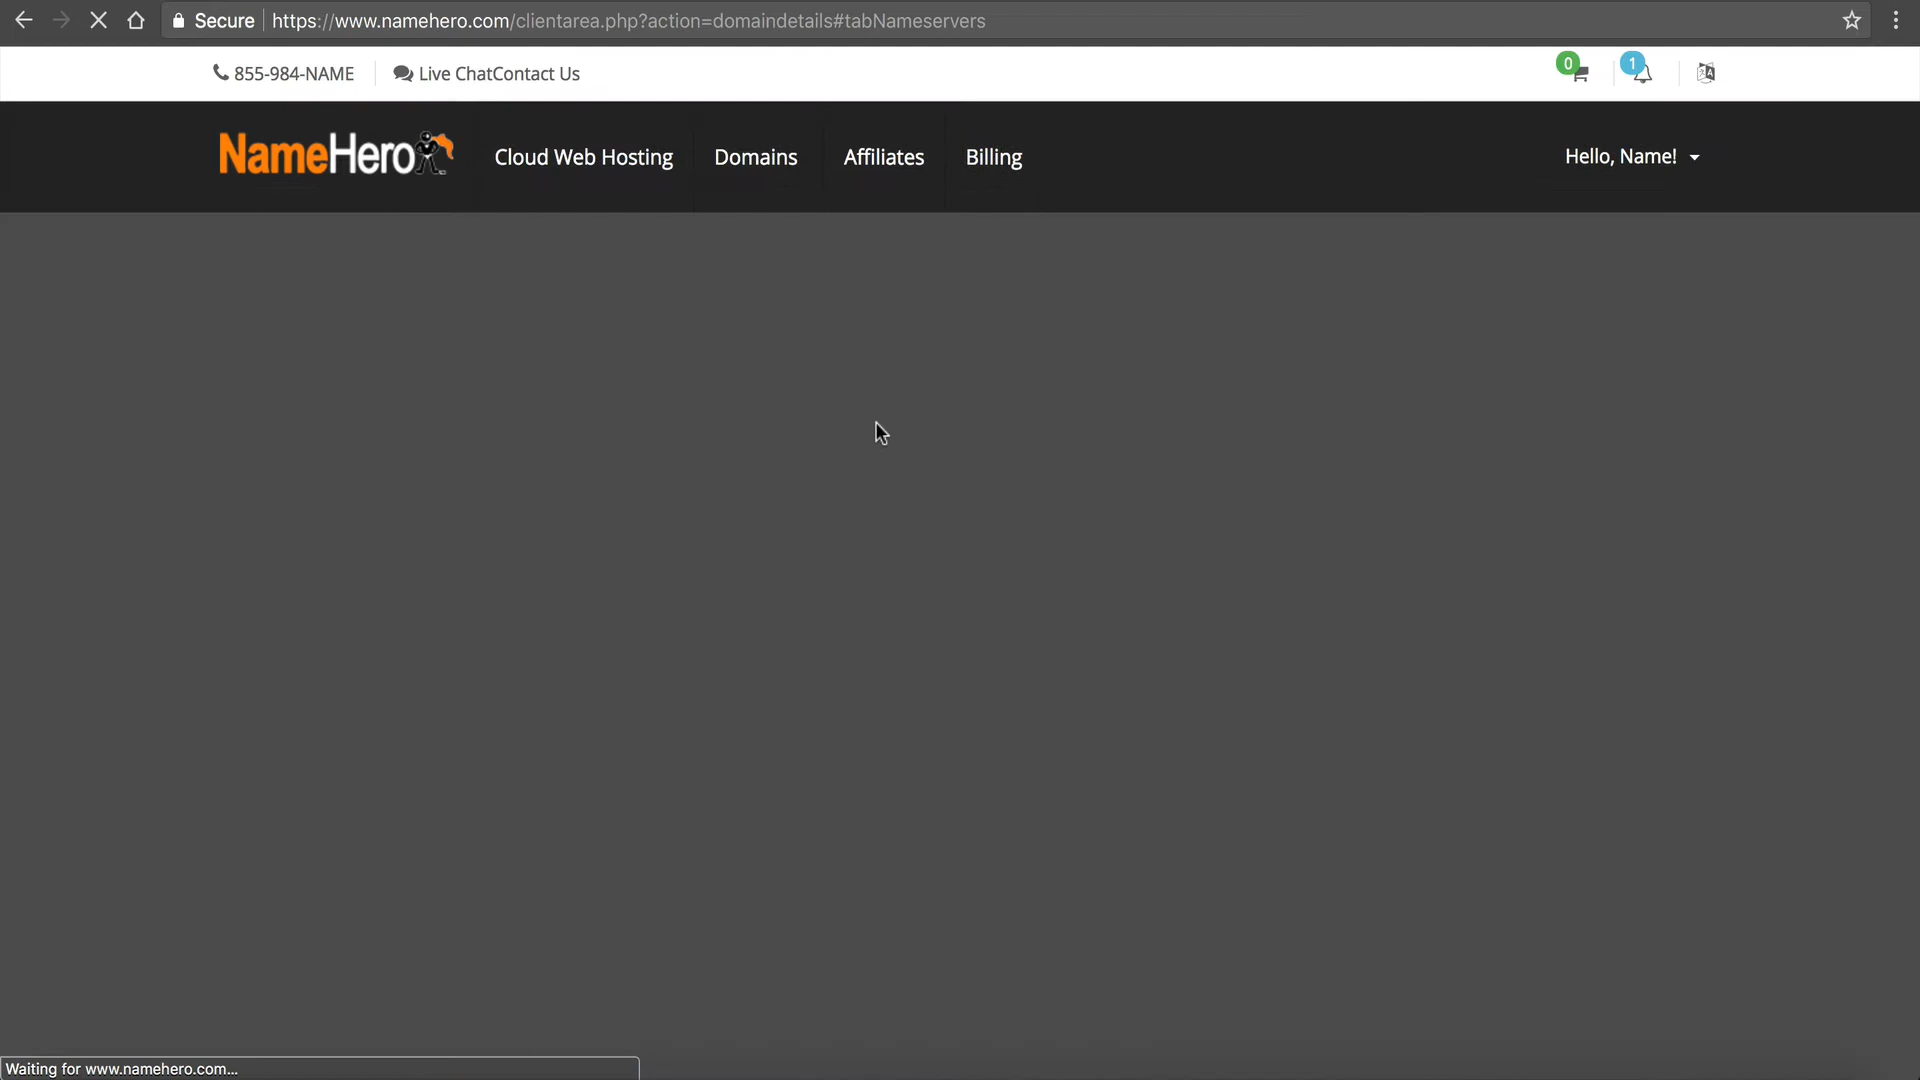 Secure https://www.namehero.com/clientarea.php?action=domaindetails#tabNameservers
855-984-NAME Live ChatContact Us 0 1
NameHero Cloud Web Hosting Domains Affiliates Billing Hello, Name!
Waiting for www.namehero.com...